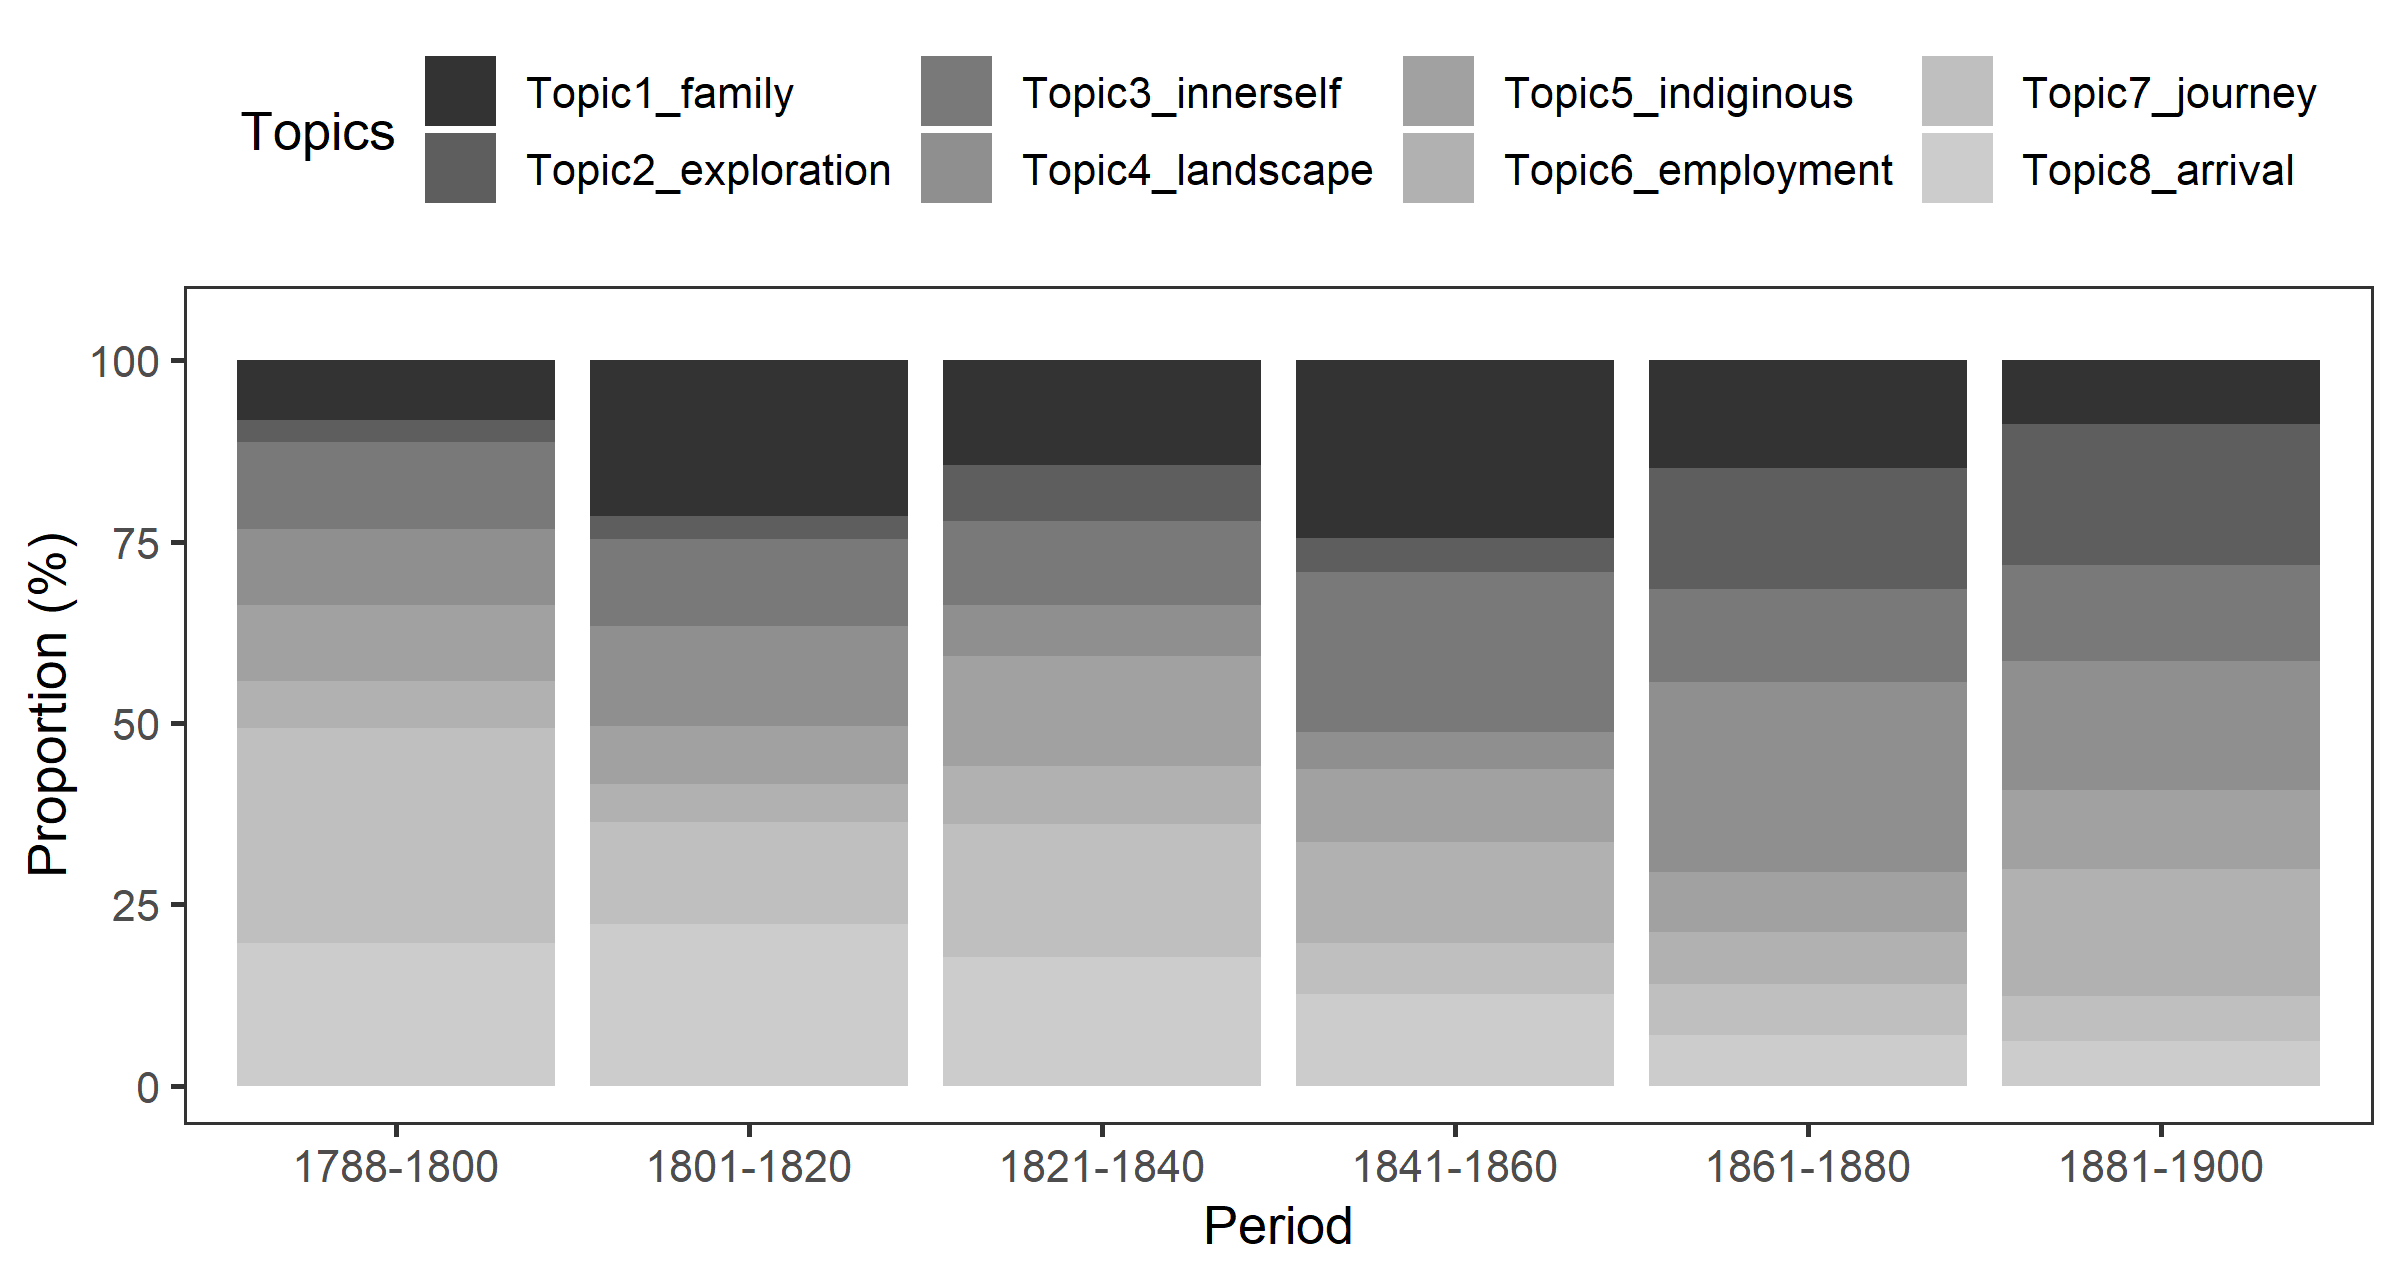 Topics
Topic1_family Topic3_innerself Topic5_indiginous Topic7_journey
Topic2_exploration Topic4_landscape Topic6_employment Topic8_arrival
Proportion (%)
100
75
50
25
0
1788-1800 1801-1820 1821-1840 1841-1860 1861-1880 1881-1900
Period